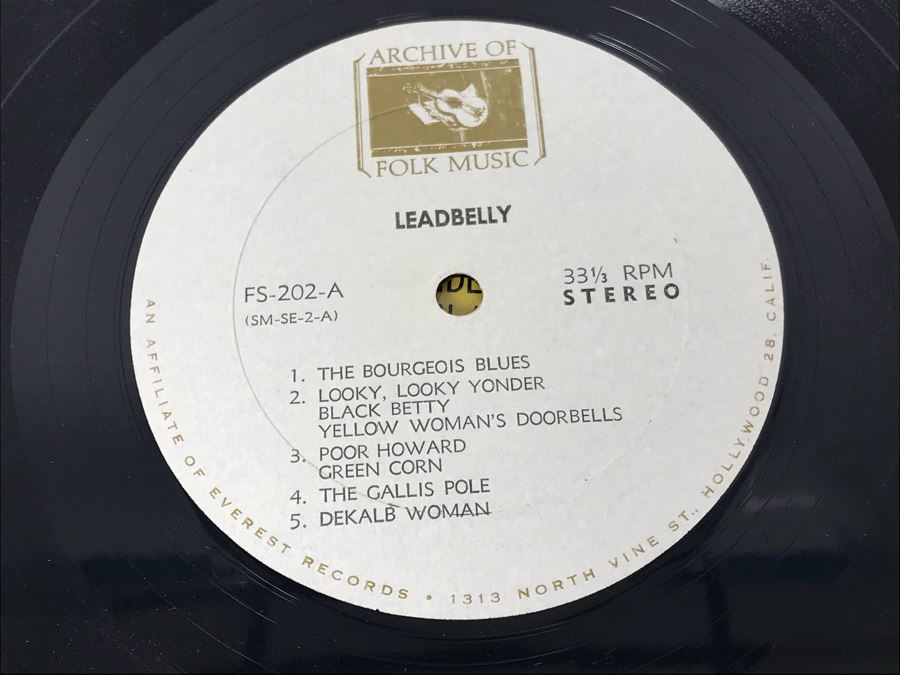 ARCHIVE OF
FOLK MUSIC
LEADBELLY
FS-202-A
(SM-SE-2-A)
33⅓ RPM
STEREO
1. THE BOURGEOIS BLUES
2. LOOKY, LOOKY YONDER
BLACK BETTY
YELLOW WOMAN'S DOORBELLS
3. POOR HOWARD
GREEN CORN
4. THE GALLIS POLE
5. DEKALB WOMAN
AN AFFILIATE OF EVEREST RECORDS • 1313 NORTH VINE ST., HOLLYWOOD 28, CALIF.